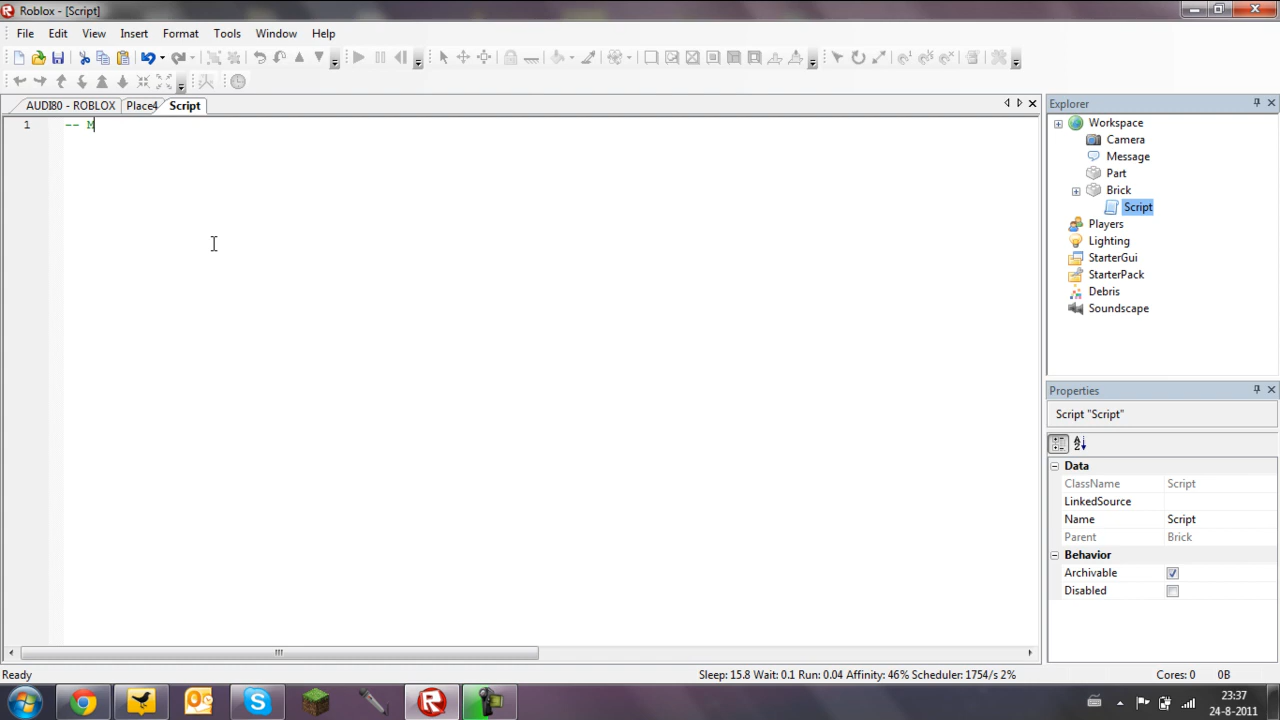 Roblox - [Script]
File Edit View Insert Format Tools Window Help
AUDI80 - ROBLOX Place4 Script
1 -- M
Explorer
Workspace
Camera
Message
Part
Brick
Script
Players
Lighting
StarterGui
StarterPack
Debris
Soundscape
Properties
Script "Script"
Data
ClassName Script
LinkedSource
Name Script
Parent Brick
Behavior
Archivable
Disabled
Ready Sleep: 15.8 Wait: 0.1 Run: 0.04 Affinity: 46% Scheduler: 1754/s 2% Cores: 0 0B
23:37
24-8-2011